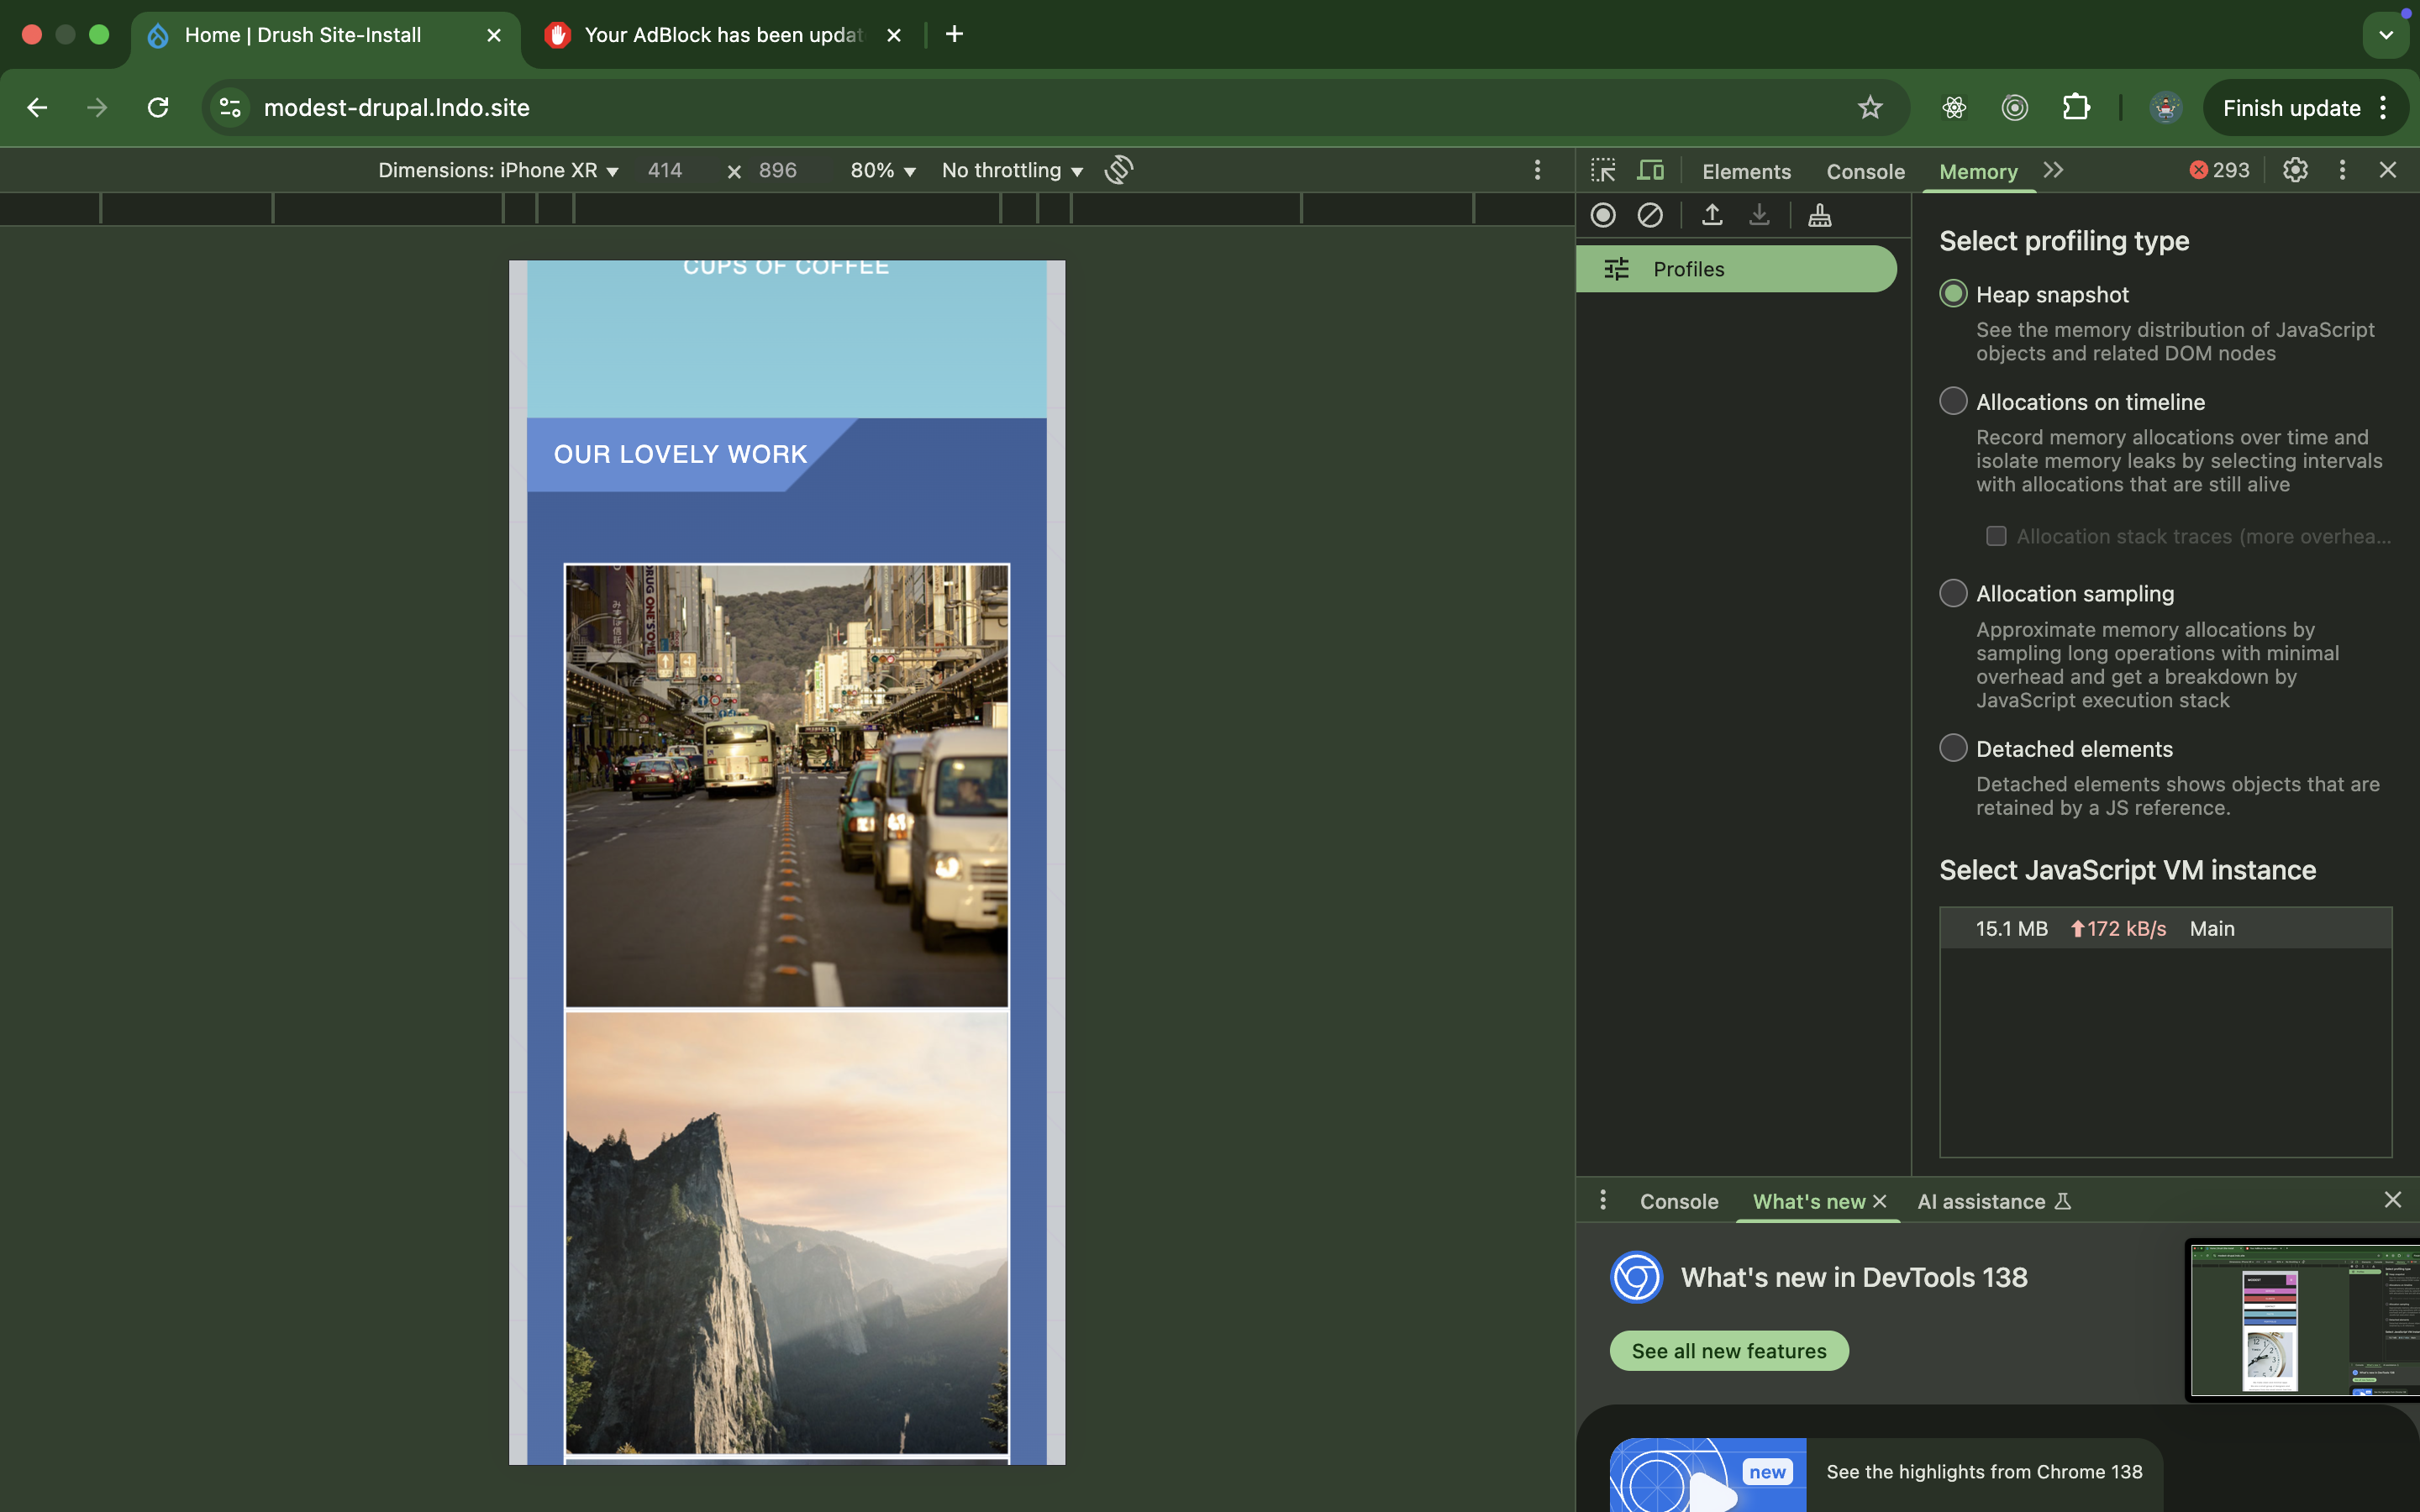 Home | Drush Site-Install
Your AdBlock has been updat
modest-drupal.lndo.site
Finish update
Dimensions: iPhone XR
414
896
80%
No throttling
Elements
Console
Memory
293
Profiles
Select profiling type
Heap snapshot
See the memory distribution of JavaScript
objects and related DOM nodes
Allocations on timeline
Record memory allocations over time and
isolate memory leaks by selecting intervals
with allocations that are still alive
Allocation stack traces (more overhea...
Allocation sampling
Approximate memory allocations by
sampling long operations with minimal
overhead and get a breakdown by
JavaScript execution stack
Detached elements
Detached elements shows objects that are
retained by a JS reference.
Select JavaScript VM instance
15.1 MB
172 kB/s
Main
CUPS OF COFFEE
OUR LOVELY WORK
Console
What's new
AI assistance
What's new in DevTools 138
See all new features
new
See the highlights from Chrome 138